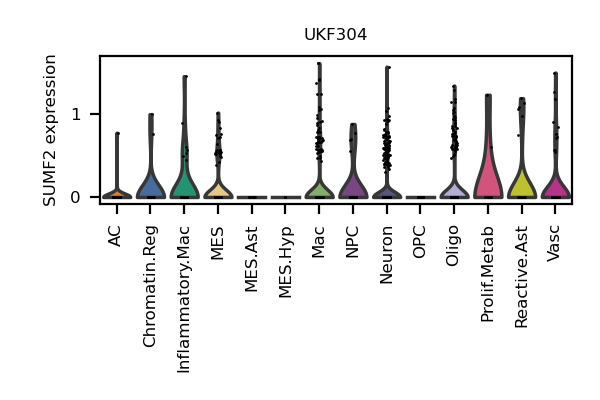 UKF304
SUMF2 expression
1
0
AC
Chromatin.Reg
Inflammatory.Mac
MES
MES.Ast
MES.Hyp
Mac
NPC
Neuron
OPC
Oligo
Prolif.Metab
Reactive.Ast
Vasc